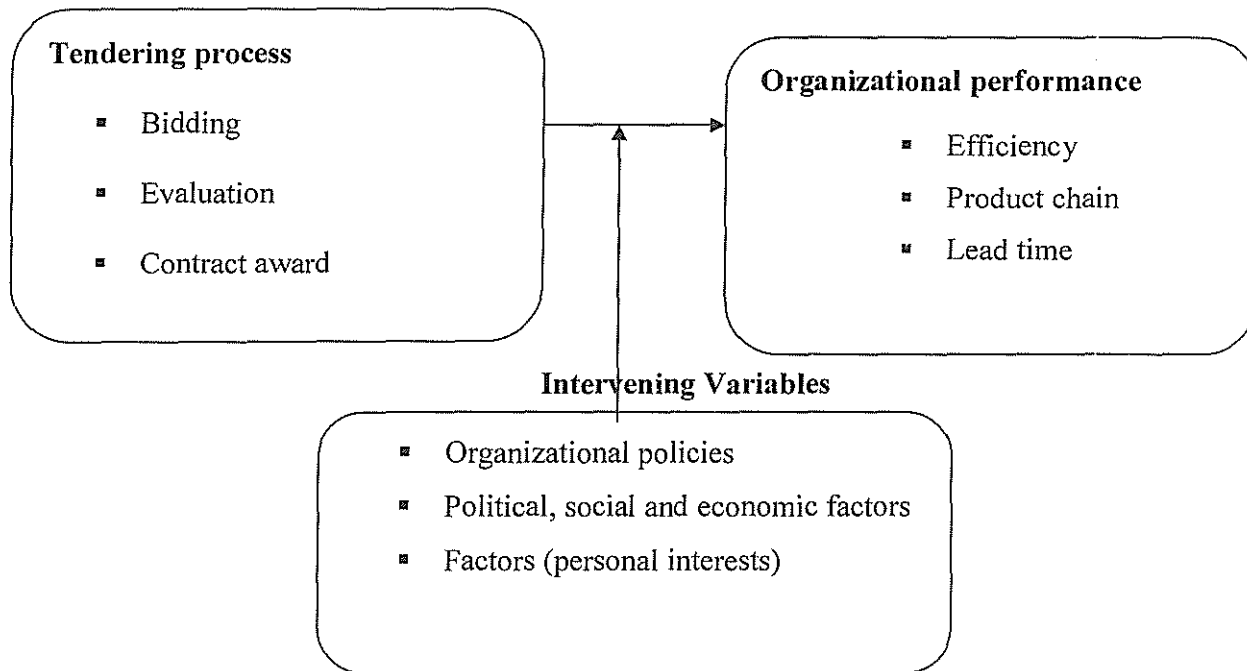 Tendering process
▪ Bidding
▪ Evaluation
▪ Contract award
Organizational performance
▪ Efficiency
▪ Product chain
▪ Lead time
Intervening Variables
▪ Organizational policies
▪ Political, social and economic factors
▪ Factors (personal interests)